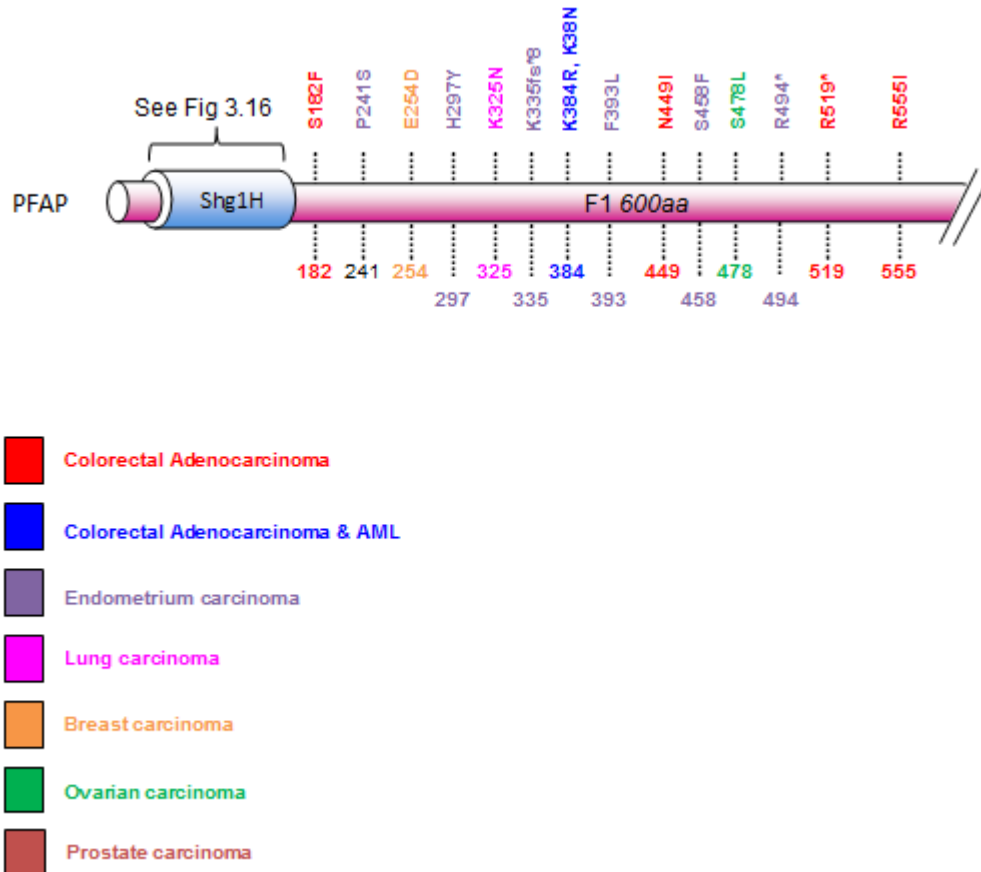 See Fig 3.16
S182F
P241S
E254D
H297Y
K325N
K335fs*8
K384R, K38N
F393L
N449I
S458F
S478L
R494*
R519*
R555I
PFAP
Shg1H
F1 600aa
182 241 254 325 384 449 478 519 555
297 335 393 458 494
Colorectal Adenocarcinoma
Colorectal Adenocarcinoma & AML
Endometrium carcinoma
Lung carcinoma
Breast carcinoma
Ovarian carcinoma
Prostate carcinoma